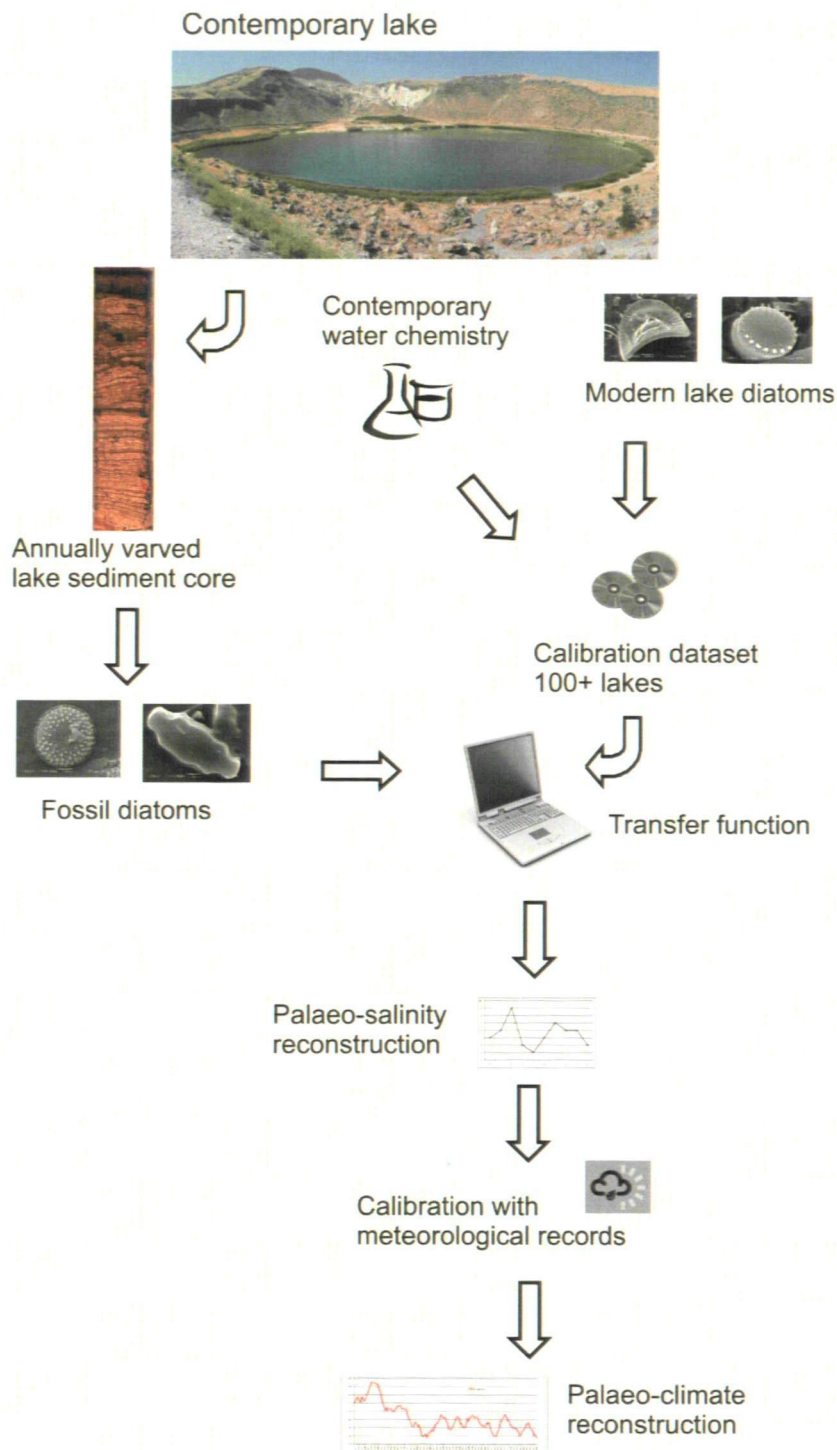 Contemporary lake
Contemporary
water chemistry
Modern lake diatoms
Annually varved
lake sediment core
Calibration dataset
100+ lakes
Fossil diatoms
Transfer function
Palaeo-salinity
reconstruction
Calibration with
meteorological records
Palaeo-climate
reconstruction